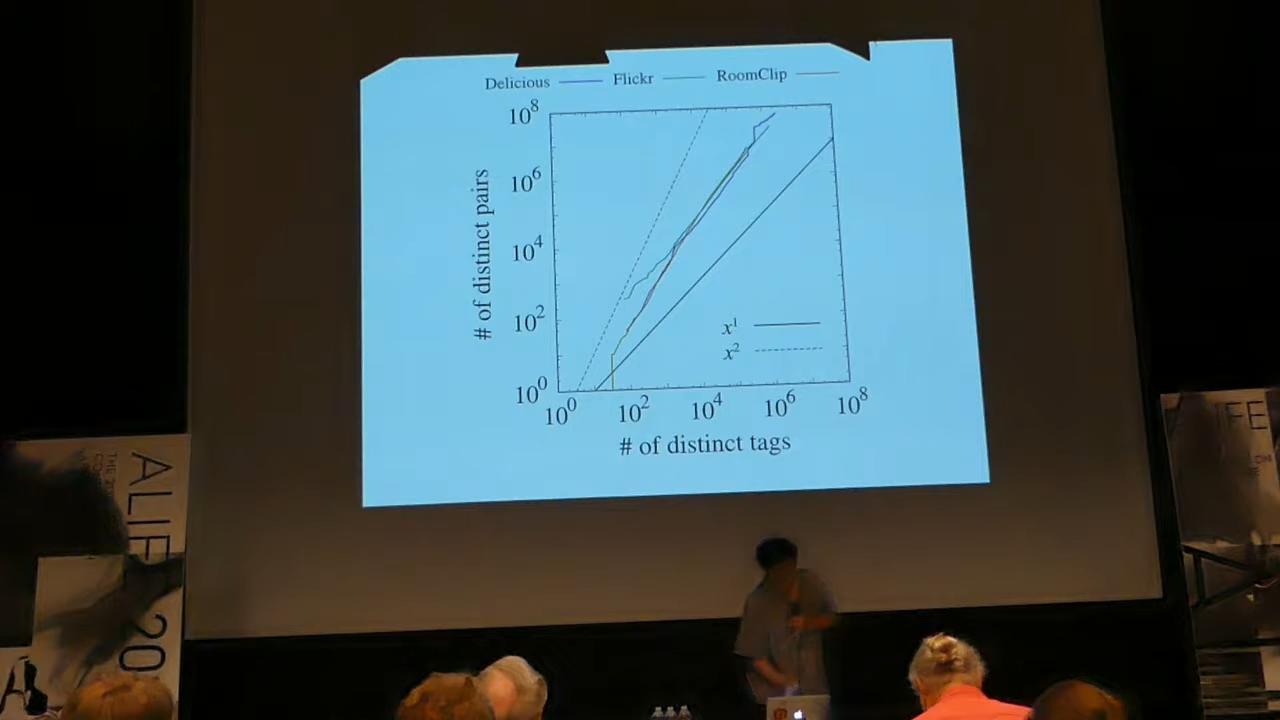 Delicious Flickr RoomClip
10^8
10^6
10^4
10^2
10^0
# of distinct pairs
x^1
x^2
10^0 10^2 10^4 10^6 10^8
# of distinct tags
ALIFE
20